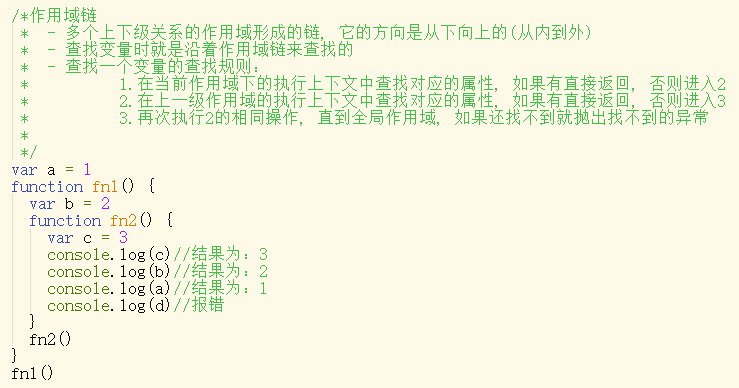 /*作用域链
 *  - 多个上下级关系的作用域形成的链, 它的方向是从下向上的(从内到外)
 *  - 查找变量时就是沿着作用域链来查找的
 *  - 查找一个变量的查找规则:
 *          1.在当前作用域下的执行上下文中查找对应的属性, 如果有直接返回, 否则进入2
 *          2.在上一级作用域的执行上下文中查找对应的属性, 如果有直接返回, 否则进入3
 *          3.再次执行2的相同操作, 直到全局作用域, 如果还找不到就抛出找不到的异常
 *
 */
var a = 1
function fn1() {
  var b = 2
  function fn2() {
    var c = 3
    console.log(c)//结果为: 3
    console.log(b)//结果为: 2
    console.log(a)//结果为: 1
    console.log(d)//报错
  }
  fn2()
}
fn1()